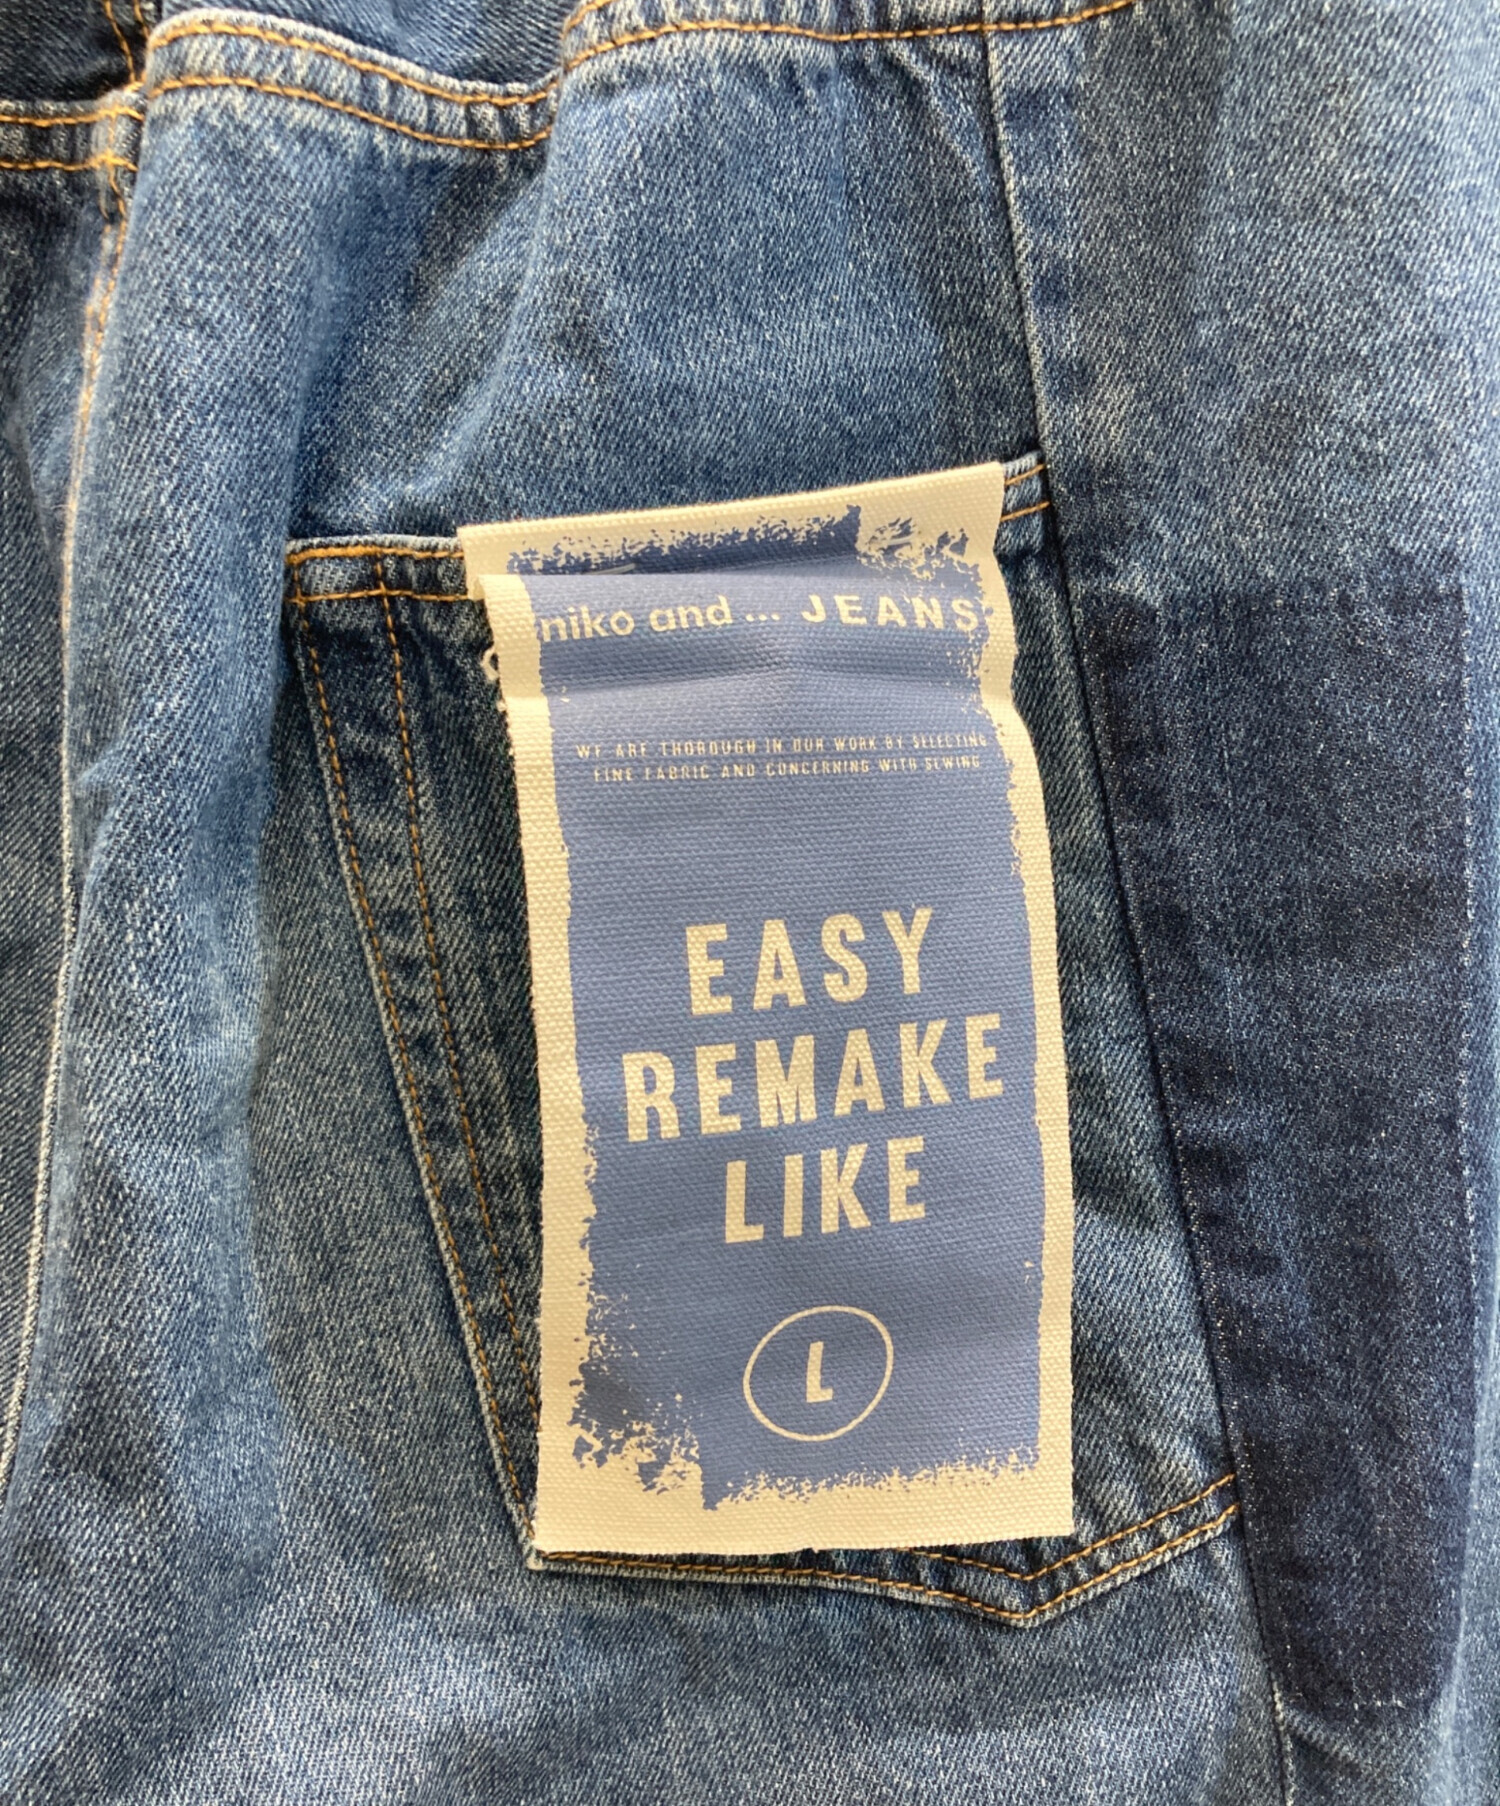 niko and ... JEANS
WE ARE THOROUGH IN OUR WORK BY SELECTING
FINE FABRIC AND CONCERNING WITH SEWING
EASY
REMAKE
LIKE
L